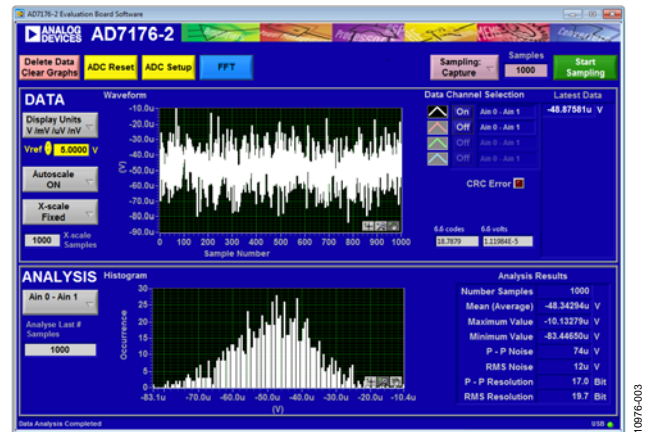 AD7176-2 Evaluation Board Software
ANALOG DEVICES AD7176-2
Delete Data Clear Graphs
ADC Reset
ADC Setup
FFT
Sampling: Capture
Samples
1000
Start Sampling
DATA
Waveform
Display Units
V /mV /uV /nV
Vref 5.0000 V
Autoscale
ON
X-scale
Fixed
1000 X-scale Samples
(V)
-10.0u
-20.0u
-30.0u
-40.0u
-50.0u
-60.0u
-70.0u
-80.0u
-90.0u
0 100 200 300 400 500 600 700 800 900 1000
Sample Number
Data Channel Selection
On Ain 0 - Ain 1
Off Ain 0 - Ain 1
Off Ain 0 - Ain 1
Off Ain 0 - Ain 1
CRC Error
6.6 codes 6.6 volts
18.7879 1.11984E-5
Latest Data
-48.87581u V
ANALYSIS
Histogram
Ain 0 - Ain 1
Analyse Last # Samples
1000
Occurrence
30
25
20
15
10
5
0
-83.1u -70.0u -60.0u -50.0u -40.0u -30.0u -20.0u -10.4u
(V)
Analysis Results
Number Samples 1000
Mean (Average) -48.34294u V
Maximum Value -10.13279u V
Minimum Value -83.44650u V
P - P Noise 74u V
RMS Noise 12u V
P - P Resolution 17.0 Bit
RMS Resolution 19.7 Bit
Data Analysis Completed
USB
10976-003